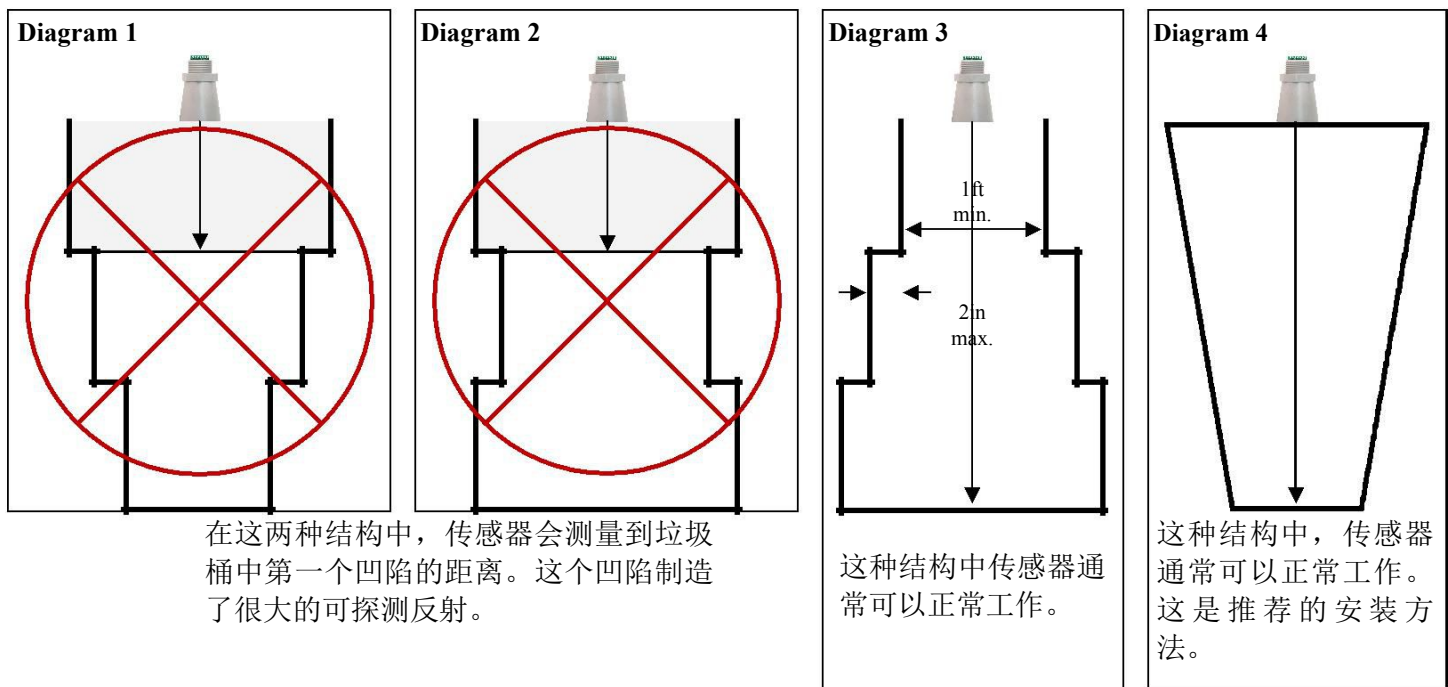 Diagram 1
Diagram 2
Diagram 3
Diagram 4
1ft
min.
2in
max.
在这两种结构中，传感器会测量到垃圾
桶中第一个凹陷的距离。这个凹陷制造
了很大的可探测反射。
这种结构中传感器通
常可以正常工作。
这种结构中，传感器
通常可以正常工作。
这是推荐的安装方
法。